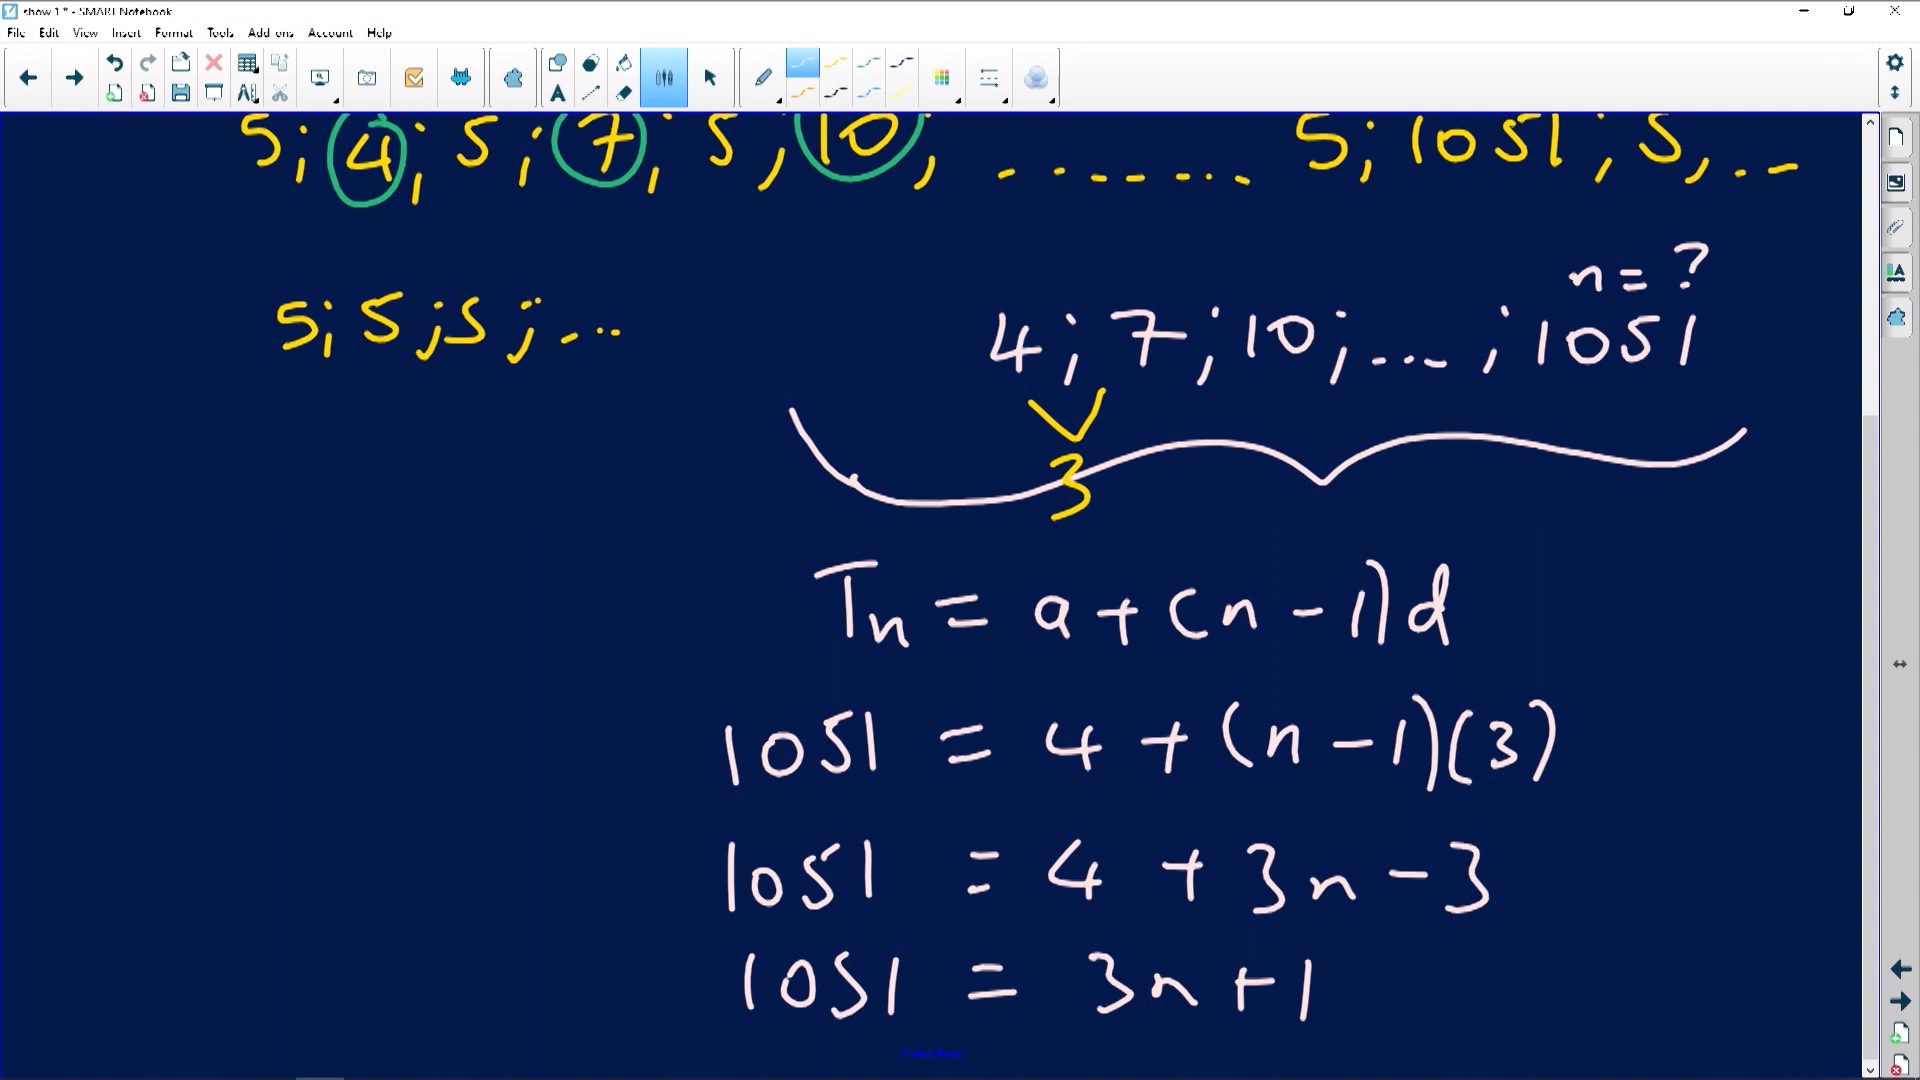 show 1 * - SMART Notebook
File Edit View Insert Format Tools Add-ons Account Help
5; 4; 5; 7; 5; 10; ........ 5; 1051; 5; ...
n = ?
5; 5; 5; ...
4; 7; 10; ...; 1051
3
Tn = a + (n - 1)d
1051 = 4 + (n - 1)(3)
1051 = 4 + 3n - 3
1051 = 3n + 1